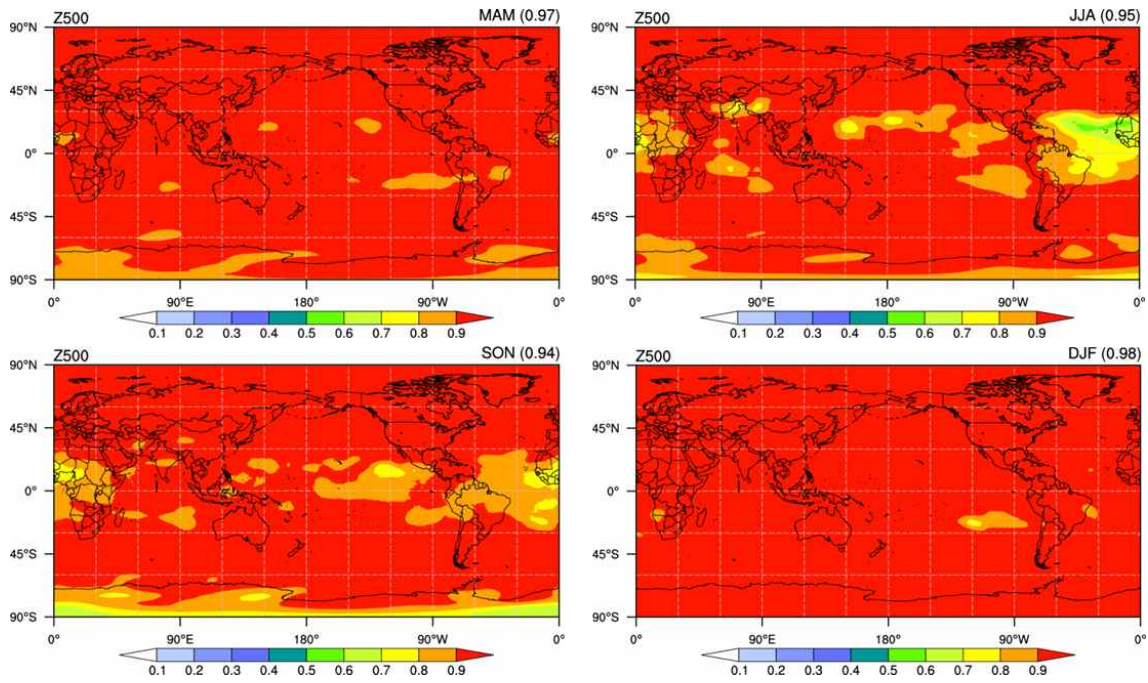 Z500 MAM (0.97)
90°N
45°N
0°
45°S
90°S
0° 90°E 180° 90°W 0°
0.1 0.2 0.3 0.4 0.5 0.6 0.7 0.8 0.9
Z500 JJA (0.95)
90°N
45°N
0°
45°S
90°S
0° 90°E 180° 90°W 0°
0.1 0.2 0.3 0.4 0.5 0.6 0.7 0.8 0.9
Z500 SON (0.94)
90°N
45°N
0°
45°S
90°S
0° 90°E 180° 90°W 0°
0.1 0.2 0.3 0.4 0.5 0.6 0.7 0.8 0.9
Z500 DJF (0.98)
90°N
45°N
0°
45°S
90°S
0° 90°E 180° 90°W 0°
0.1 0.2 0.3 0.4 0.5 0.6 0.7 0.8 0.9